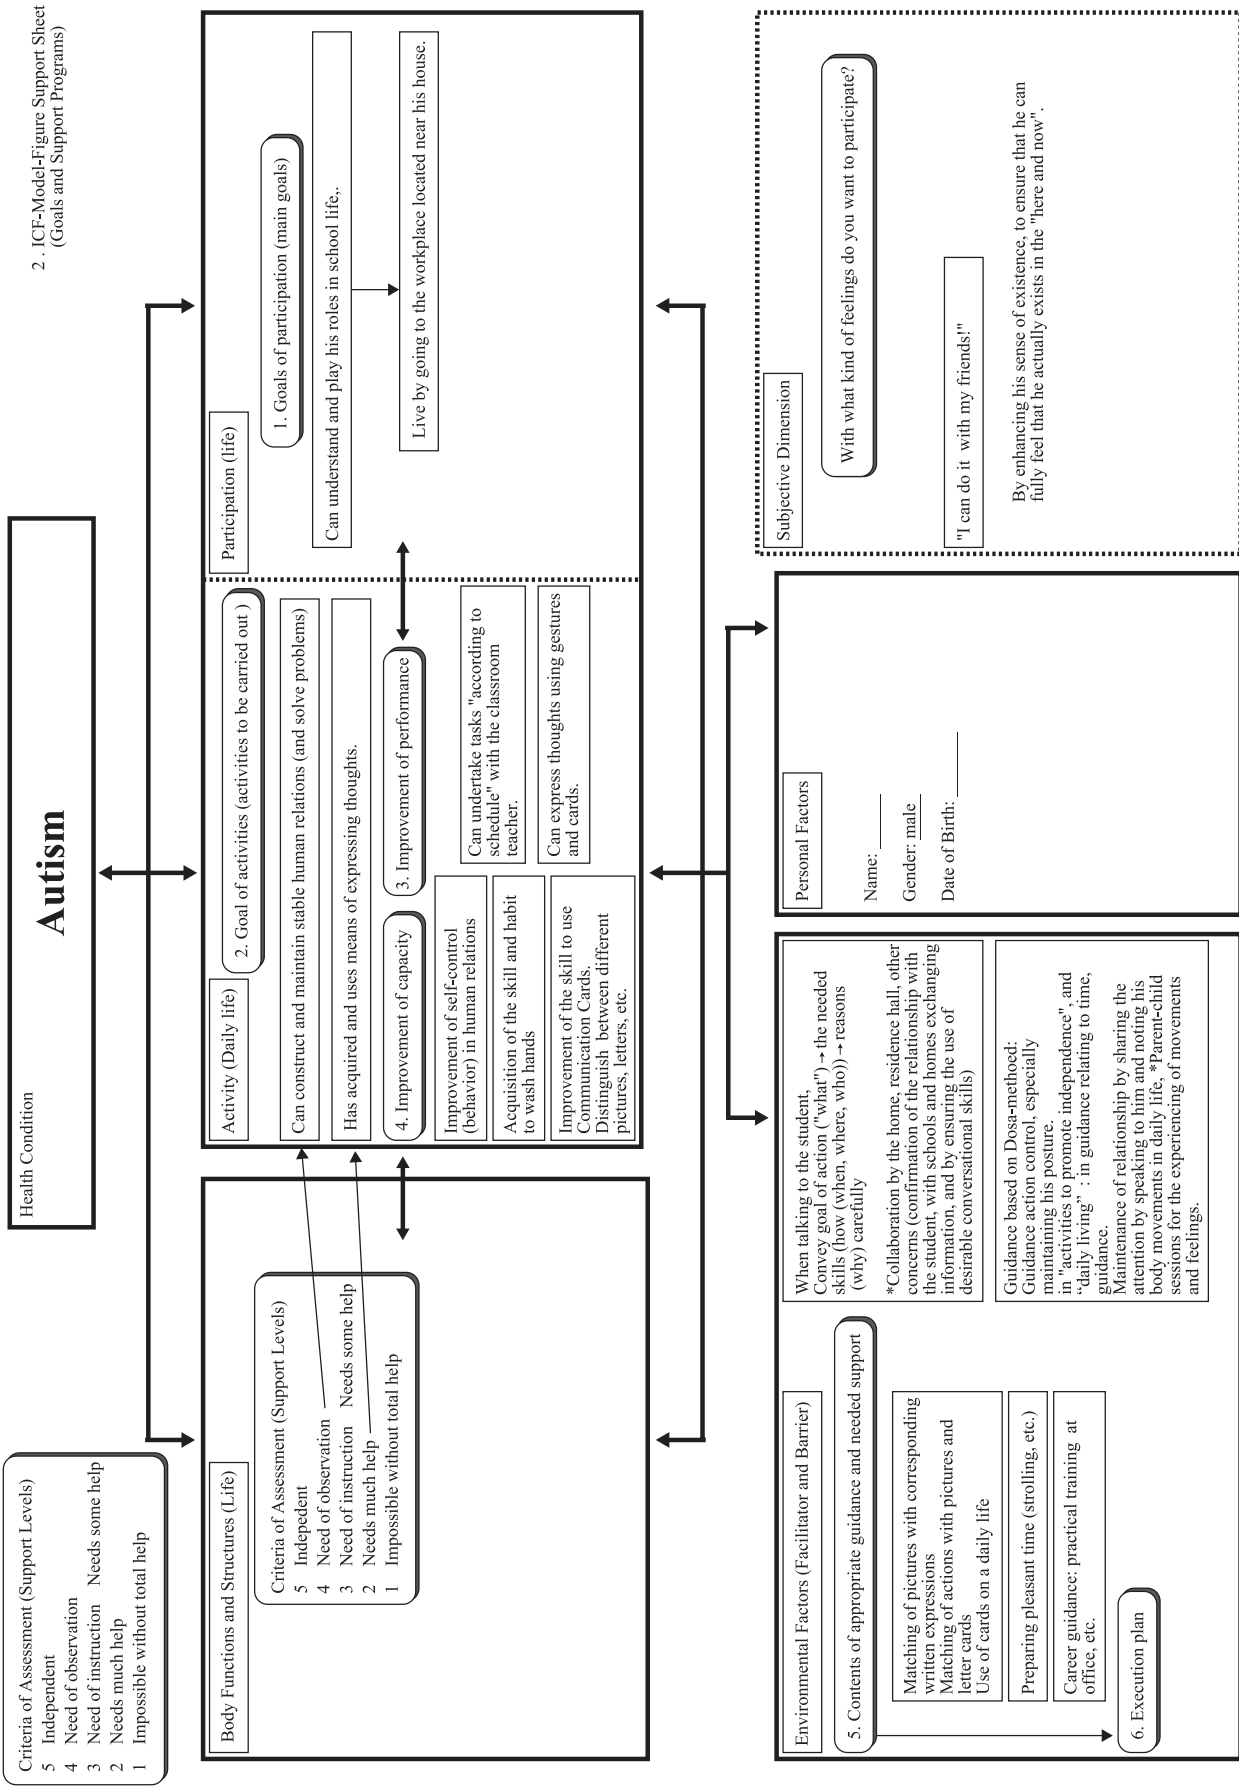 2 . ICF-Model-Figure Support Sheet
(Goals and Support Programs)
Criteria of Assessment (Support Levels)
5 Independent
4 Need of observation
3 Need of instruction Needs some help
2 Needs much help
1 Impossible without total help
Health Condition
Autism
Body Functions and Structures (Life)
Criteria of Assessment (Support Levels)
5 Indepedent
4 Need of observation
3 Need of instruction Needs some help
2 Needs much help
1 Impossible without total help
Activity (Daily life)
2. Goal of activities (activities to be carried out )
Can construct and maintain stable human relations (and solve problems)
Has acquired and uses means of expressing thoughts.
4. Improvement of capacity
3. Improvement of performance
Improvement of self-control
(behavior) in human relations
Acquisition of the skill and habit
to wash hands
Improvement of the skill to use
Communication Cards.
Distinguish between different
pictures, letters, etc.
Can undertake tasks "according to
schedule" with the classroom
teacher.
Can express thoughts using gestures
and cards.
Participation (life)
1. Goals of participation (main goals)
Can understand and play his roles in school life,.
Live by going to the workplace located near his house.
Environmental Factors (Facilitator and Barrier)
5. Contents of appropriate guidance and needed support
Matching of pictures with corresponding
written expressions
Matching of actions with pictures and
letter cards
Use of cards on a daily life
Preparing pleasant time (strolling, etc.)
Career guidance: practical training at
office, etc.
6. Execution plan
When talking to the student,
Convey goal of action ("what")→the needed
skills (how (when, where, who))→reasons
(why) carefully
*Collaboration by the home, residence hall, other
concerns (confirmation of the relationship with
the student, with schools and homes exchanging
information, and by ensuring the use of
desirable conversational skills)
Guidance based on Dosa-methoed:
Guidance action control, especially
maintaining his posture.
in "activities to promote independence", and
“daily living” : in guidance relating to time,
guidance.
Maintenance of relationship by sharing the
attention by speaking to him and noting his
body movements in daily life, *Parent-child
sessions for the experiencing of movements
and feelings.
Personal Factors
Name:
Gender: male
Date of Birth:
Subjective Dimension
With what kind of feelings do you want to participate?
"I can do it with my friends!"
By enhancing his sense of existence, to ensure that he can
fully feel that he actually exists in the "here and now".